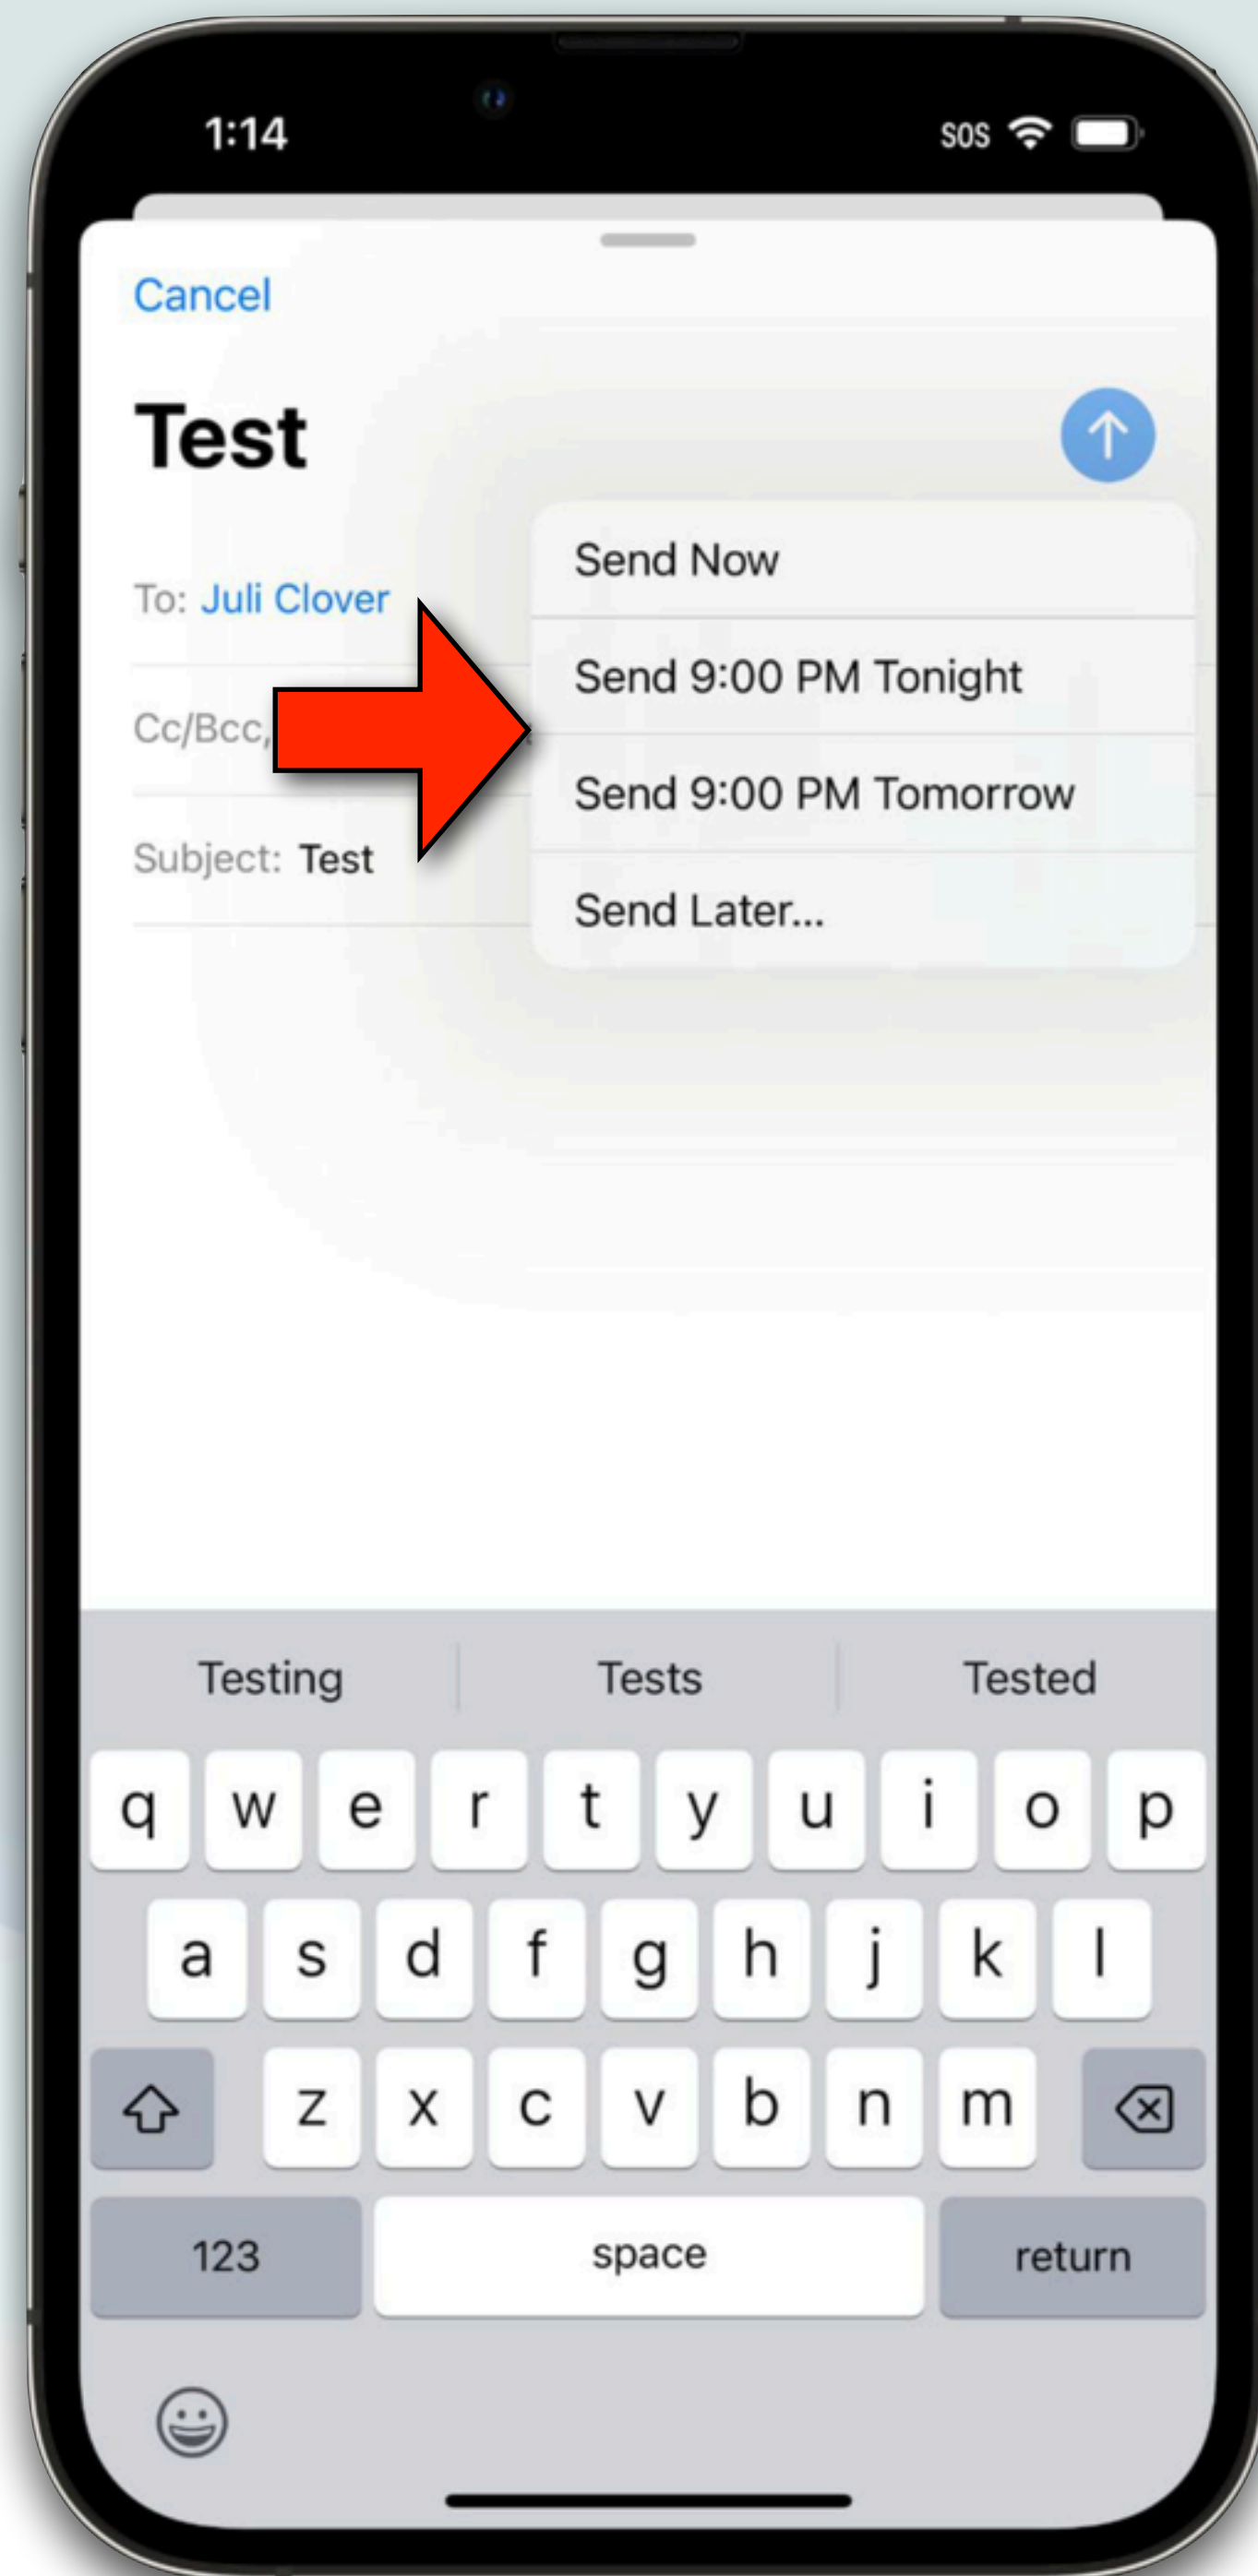 1:14 SOS
Cancel
Test
Send Now
To: Juli Clover
Send 9:00 PM Tonight
Cc/Bcc,
Send 9:00 PM Tomorrow
Subject: Test
Send Later...
Testing Tests Tested
q w e r t y u i o p
a s d f g h j k l
z x c v b n m
123 space return